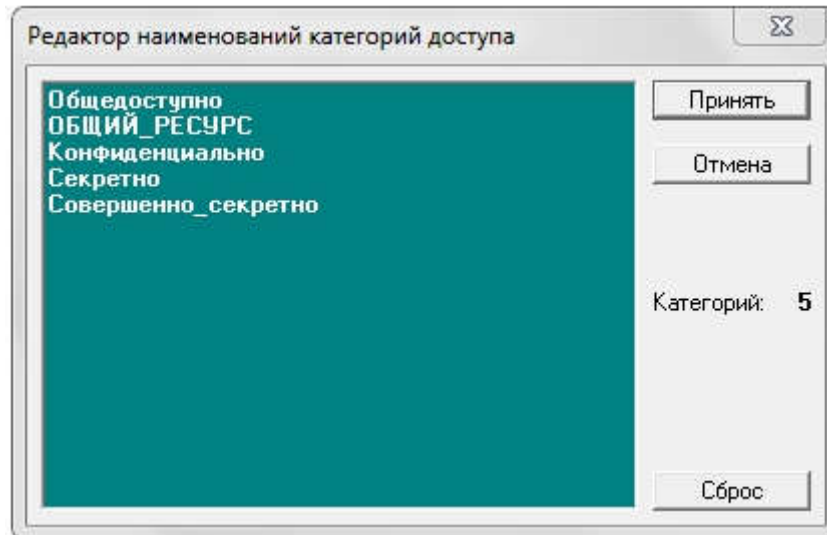 Редактор наименований категорий доступа
Общедоступно
ОБЩИЙ_РЕСУРС
Конфиденциально
Секретно
Совершенно_секретно
Принять
Отмена
Категорий: 5
Сброс